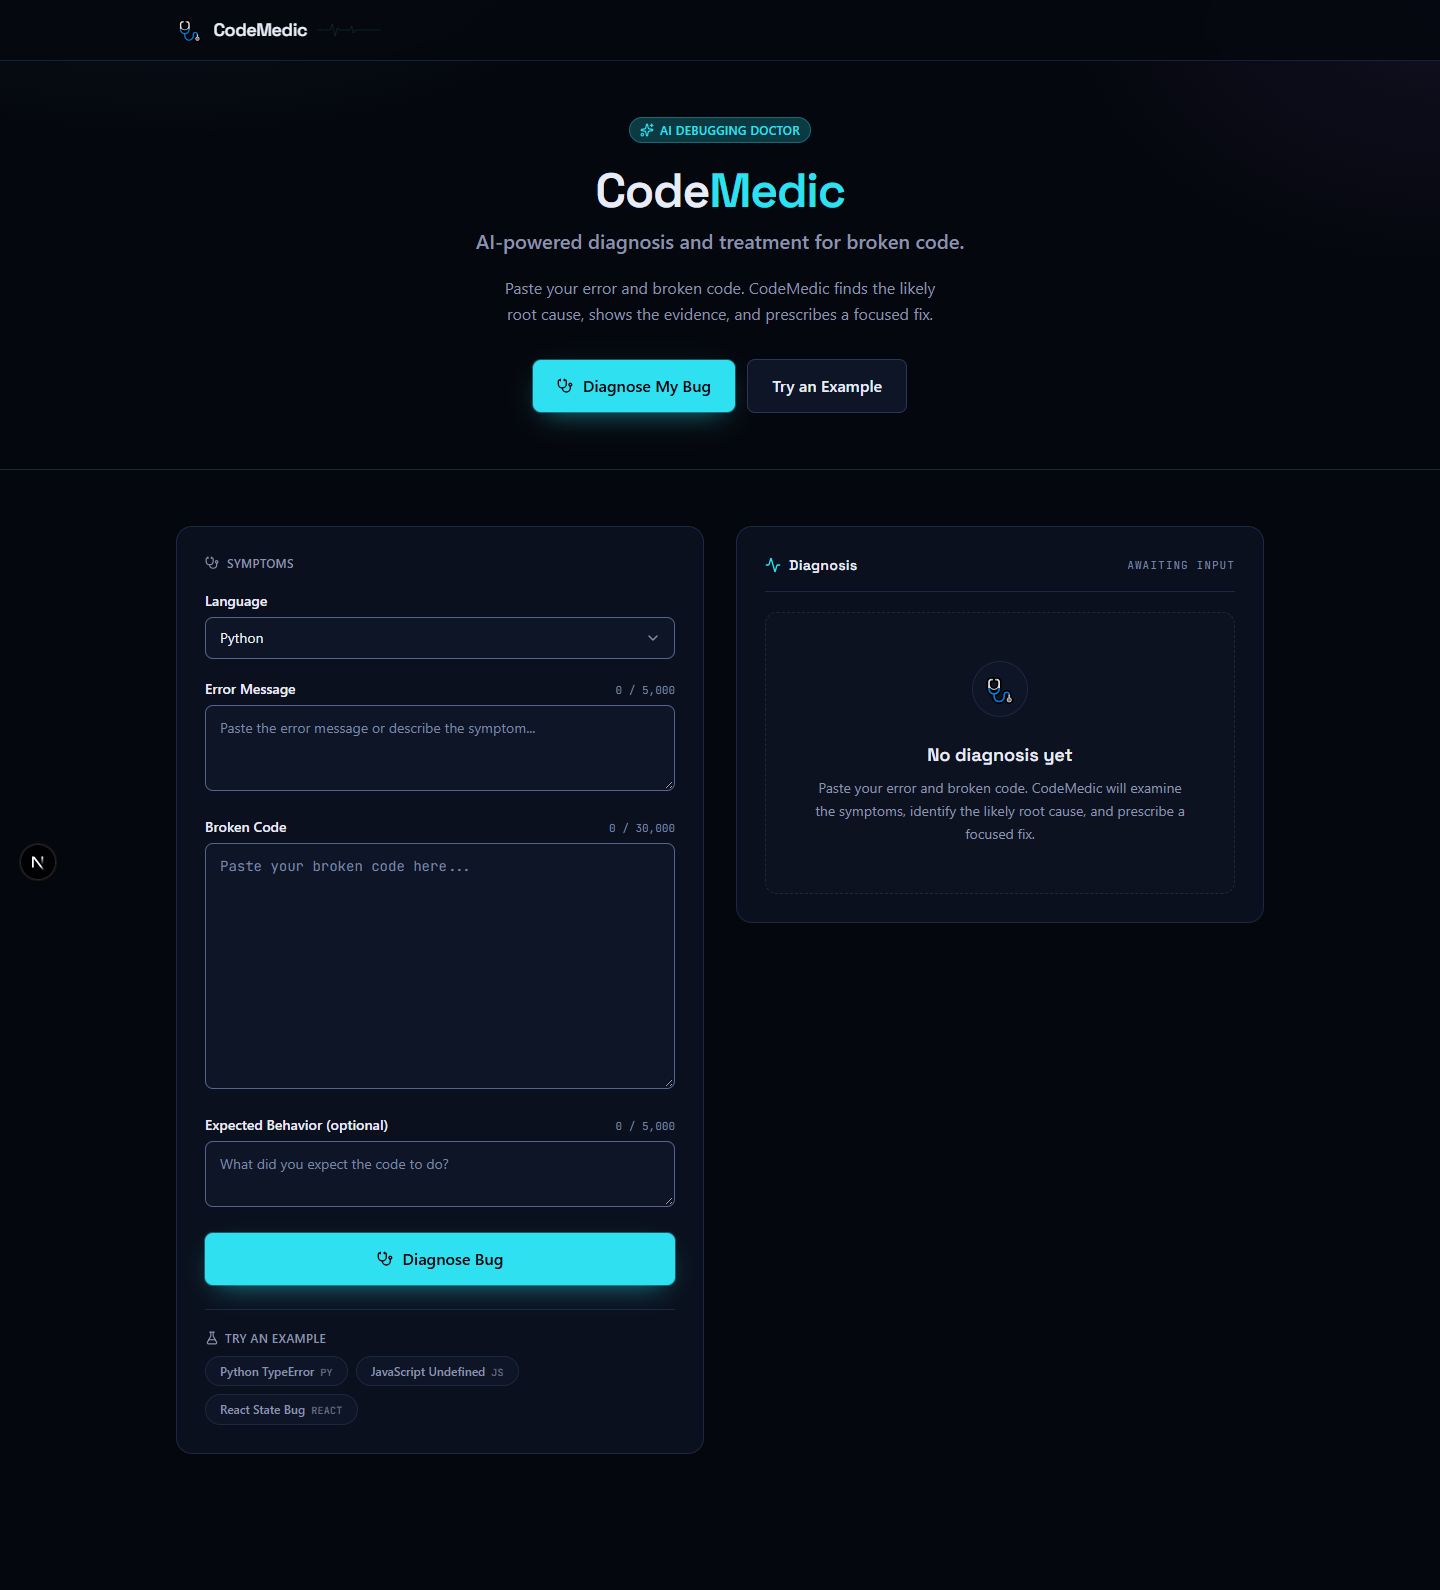 CodeMedic
AI DEBUGGING DOCTOR
CodeMedic
AI-powered diagnosis and treatment for broken code.
Paste your error and broken code. CodeMedic finds the likely
root cause, shows the evidence, and prescribes a focused fix.
Diagnose My Bug
Try an Example
SYMPTOMS
Language
Python
Error Message
0 / 5,000
Paste the error message or describe the symptom...
Broken Code
0 / 30,000
Paste your broken code here...
Expected Behavior (optional)
0 / 5,000
What did you expect the code to do?
Diagnose Bug
TRY AN EXAMPLE
Python TypeError PY
JavaScript Undefined JS
React State Bug REACT
Diagnosis
AWAITING INPUT
No diagnosis yet
Paste your error and broken code. CodeMedic will examine
the symptoms, identify the likely root cause, and prescribe a
focused fix.
N